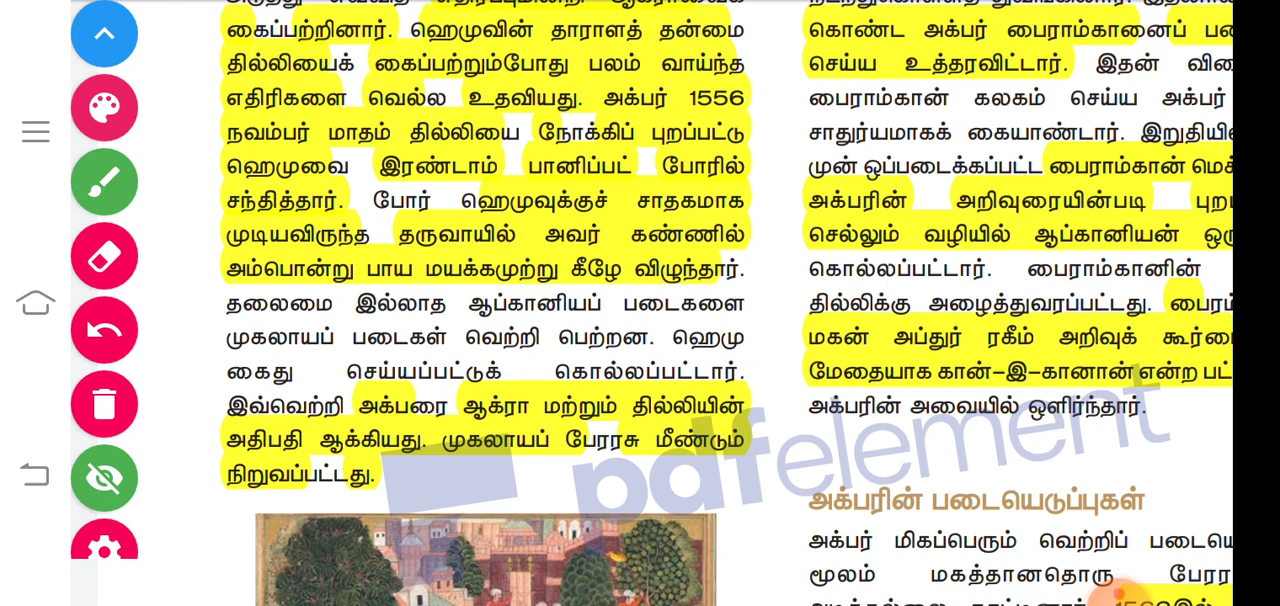 கைப்பற்றினார். ஹெமுவின் தாராளத் தன்மை
தில்லியைக் கைப்பற்றும்போது பலம் வாய்ந்த
எதிரிகளை வெல்ல உதவியது. அக்பர் 1556
நவம்பர் மாதம் தில்லியை நோக்கிப் புறப்பட்டு
ஹெமுவை இரண்டாம் பானிப்பட் போரில்
சந்தித்தார். போர் ஹெமுவுக்குச் சாதகமாக
முடியவிருந்த தருவாயில் அவர் கண்ணில்
அம்பொன்று பாய மயக்கமுற்று கீழே விழுந்தார்.
தலைமை இல்லாத ஆப்கானியப் படைகளை
முகலாயப் படைகள் வெற்றி பெற்றன. ஹெமு
கைது செய்யப்பட்டுக் கொல்லப்பட்டார்.
இவ்வெற்றி அக்பரை ஆக்ரா மற்றும் தில்லியின்
அதிபதி ஆக்கியது. முகலாயப் பேரரசு மீண்டும்
நிறுவப்பட்டது.
கொண்ட அக்பர் பைராம்கானைப்
செய்ய உத்தரவிட்டார். இதன்
பைராம்கான் கலகம் செய்ய அக்பர்
சாதுர்யமாகக் கையாண்டார்.
முன் ஒப்படைக்கப்பட்ட பைராம்கான்
அக்பரின் அறிவுரையின்படி
செல்லும் வழியில் ஆப்கானியன்
கொல்லப்பட்டார். பைராம்கானின்
தில்லிக்கு அழைத்துவரப்பட்டது.
மகன் அப்துர் ரகீம் அறிவுக்
மேதையாக கான்-இ-கானான் என்ற
அக்பரின் அவையில் ஒளிர்ந்தார்.
அக்பரின் படையெடுப்புகள்
அக்பர் மிகப்பெரும் வெற்றிப்
மூலம் மகத்தானதொரு
pdfelement